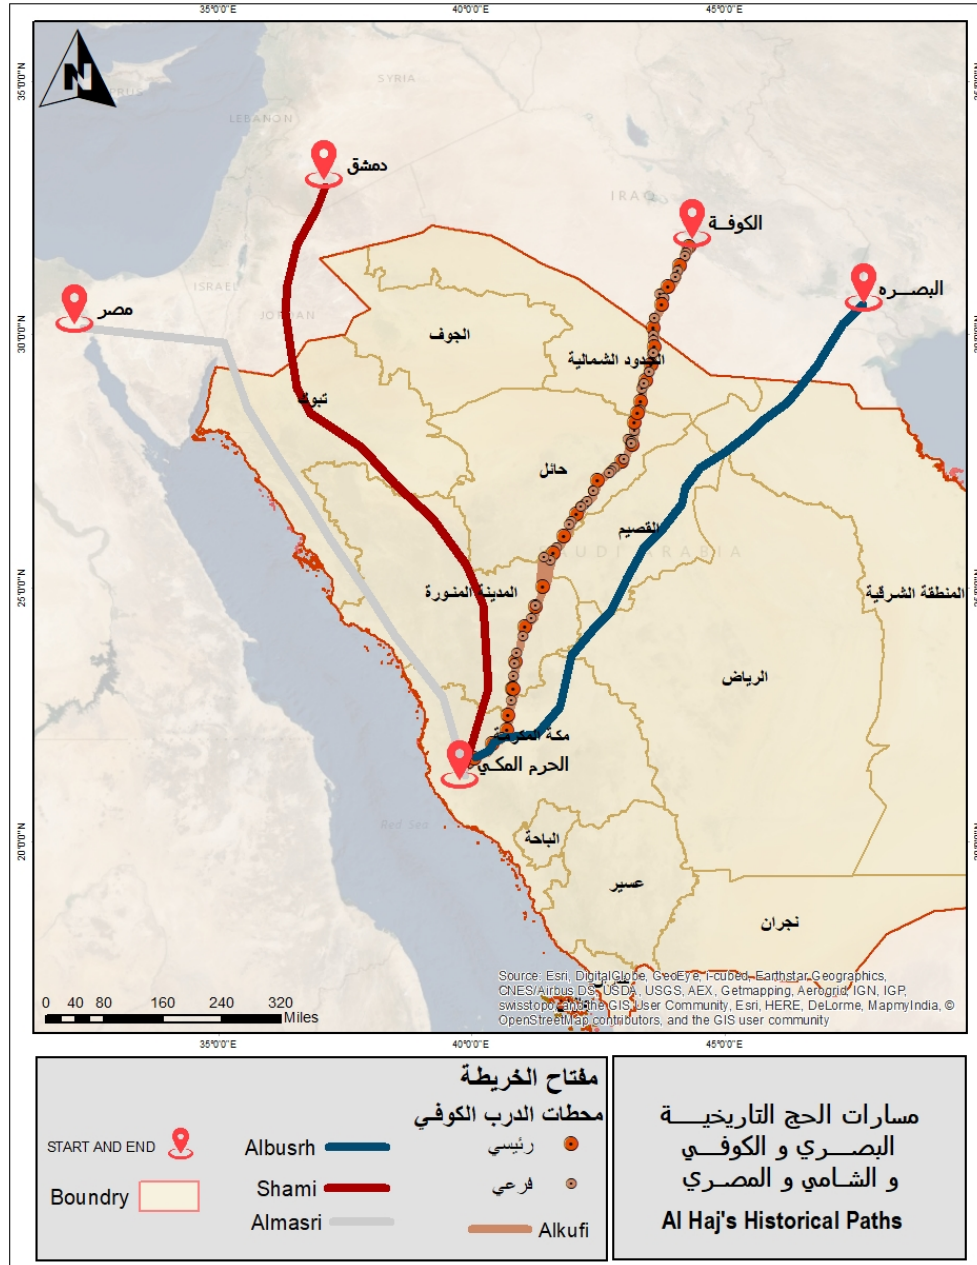 35°0'0"E 40°0'0"E 45°0'0"E
35°0'0"N
30°0'0"N
25°0'0"N
20°0'0"N
N
SYRIA
LEBANON
دمشق
IRAQ
الكوفـة
ISRAEL
JORDAN
البصـــره
مصر
الجوف
الحدود الشمالية
تبوك
حائل
القصيم
SAUDI ARABIA
المدينة المنورة
المنطقة الشرقية
الرياض
مكة المكرمة
الحرم المكي
Red Sea
الباحة
عسير
نجران
Source: Esri, DigitalGlobe, GeoEye, i-cubed, Earthstar Geographics,
CNES/Airbus DS, USDA, USGS, AEX, Getmapping, Aerogrid, IGN, IGP,
swisstopo, and the GIS User Community, Esri, HERE, DeLorme, MapmyIndia, ©
OpenStreetMap contributors, and the GIS user community
0 40 80 160 240 320
Miles
35°0'0"E 40°0'0"E 45°0'0"E
مفتاح الخريطة
محطات الدرب الكوفي
رئيسي
فرعي
Alkufi
Albusrh
Shami
Almasri
START AND END
Boundry
مسارات الحج التاريخيــــة
البصـــري و الكوفـــي
و الشـامي و المصـري
Al Haj's Historical Paths